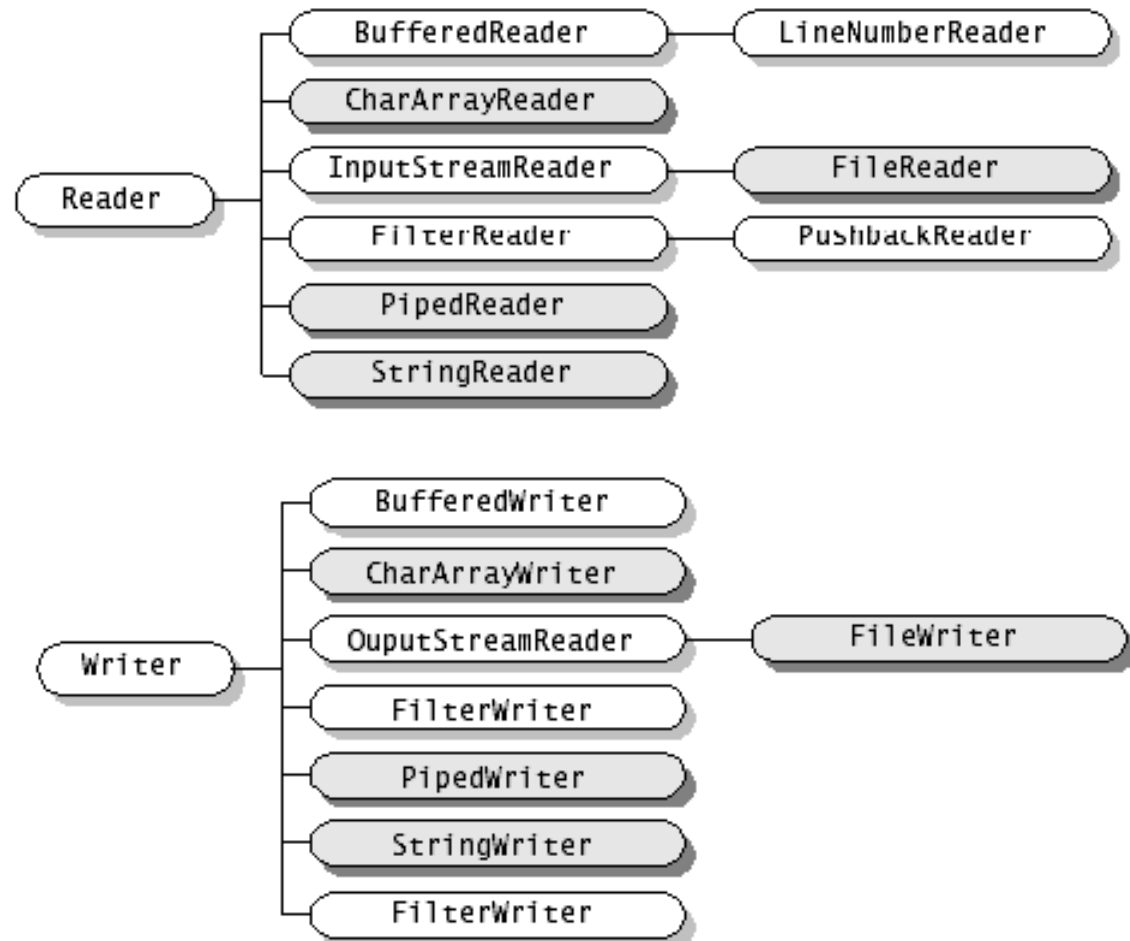 BufferedReader
LineNumberReader
CharArrayReader
InputStreamReader
FileReader
Reader
FilterReader
PushbackReader
PipedReader
StringReader
BufferedWriter
CharArrayWriter
OuputStreamReader
FileWriter
Writer
FilterWriter
PipedWriter
StringWriter
FilterWriter